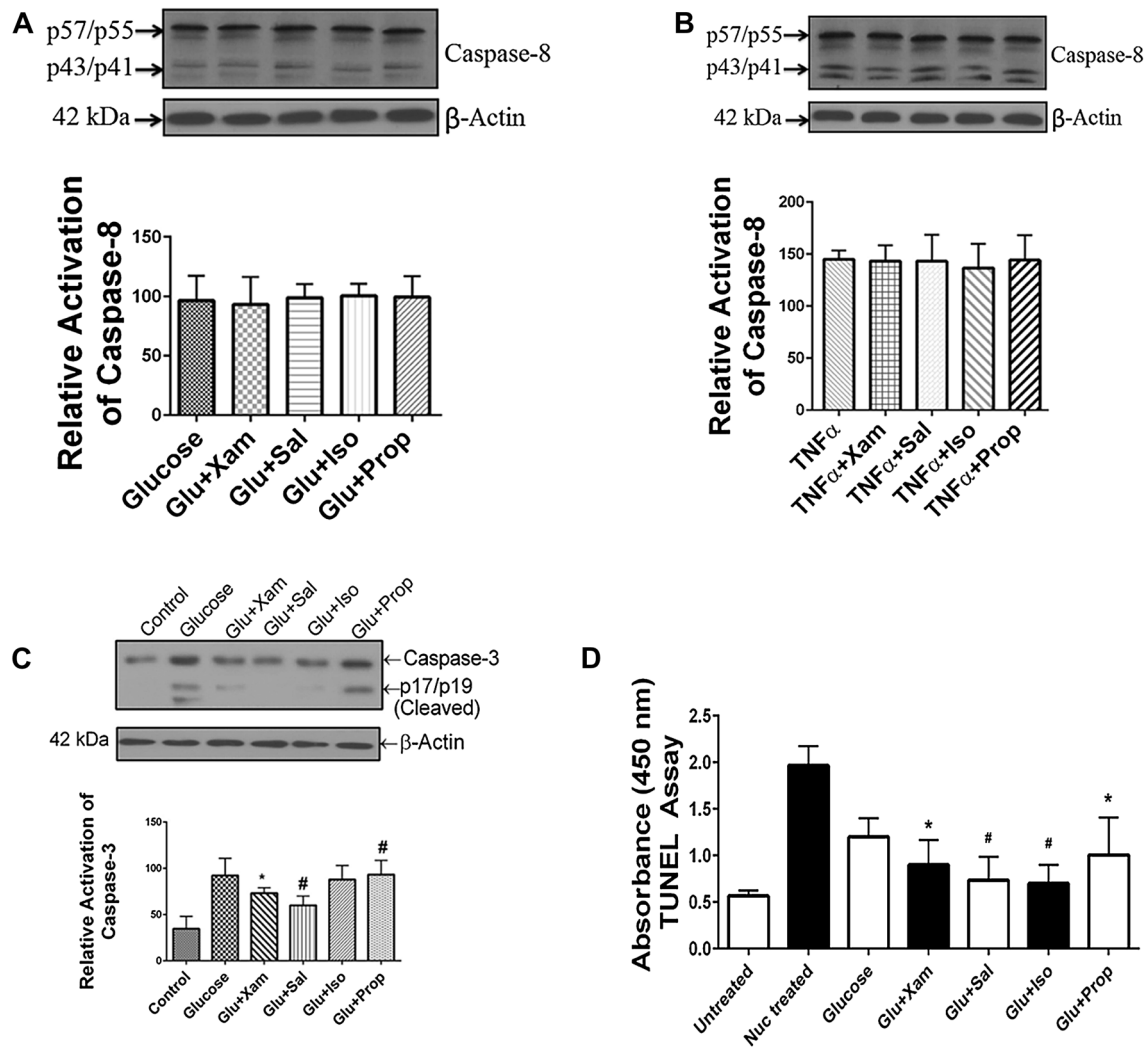 A
p57/p55
p43/p41
Caspase-8
42 kDa
β-Actin
Relative Activation
of Caspase-8
150
100
50
0
Glucose
Glu+Xam
Glu+Sal
Glu+Iso
Glu+Prop
B
p57/p55
p43/p41
Caspase-8
42 kDa
β-Actin
Relative Activation
of Caspase-8
200
150
100
50
0
TNFα
TNFα+Xam
TNFα+Sal
TNFα+Iso
TNFα+Prop
C
Control
Glucose
Glu+Xam
Glu+Sal
Glu+Iso
Glu+Prop
Caspase-3
p17/p19
(Cleaved)
42 kDa
β-Actin
Relative Activation of
Caspase-3
150
100
50
0
*
#
#
Control
Glucose
Glu+Xam
Glu+Sal
Glu+Iso
Glu+Prop
D
Absorbance (450 nm)
TUNEL Assay
2.5
2.0
1.5
1.0
0.5
0.0
*
#
#
*
Untreated
Nuc treated
Glucose
Glu+Xam
Glu+Sal
Glu+Iso
Glu+Prop